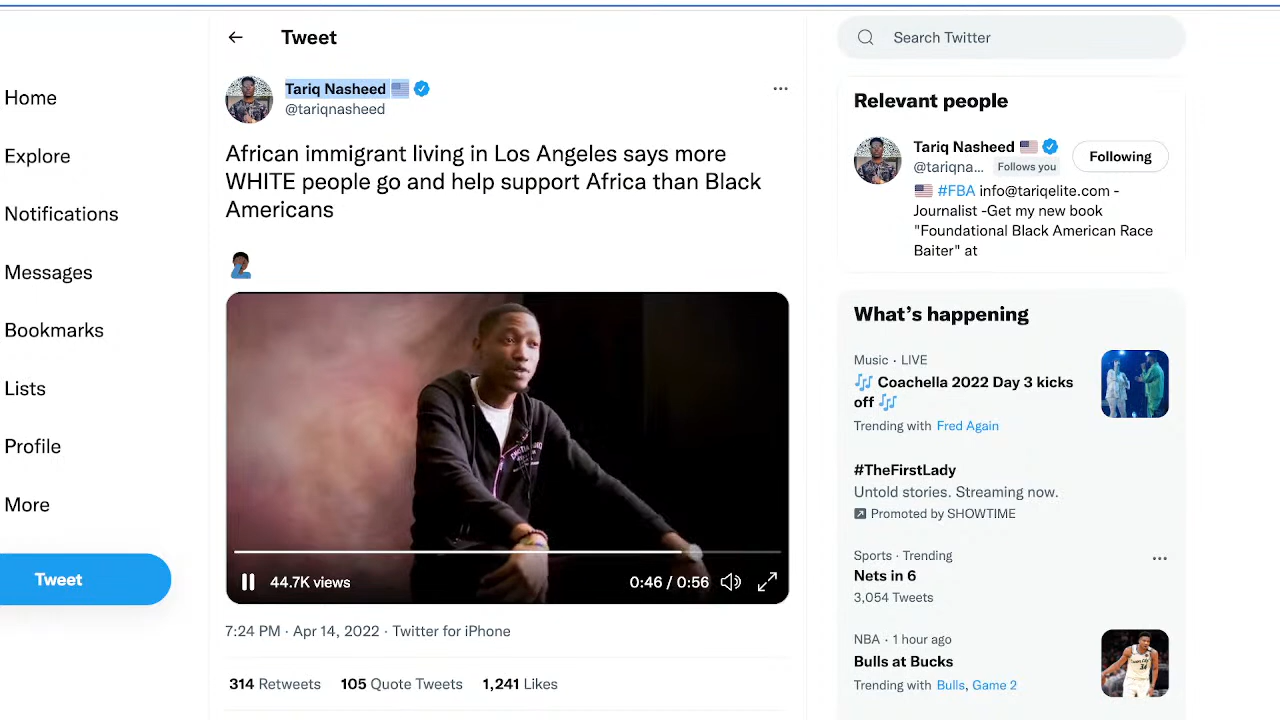 Tweet
Search Twitter
Tariq Nasheed
@tariqnasheed
Home
Explore
Notifications
Messages
Bookmarks
Lists
Profile
More
Tweet
African immigrant living in Los Angeles says more
WHITE people go and help support Africa than Black
Americans
44.7K views
0:46 / 0:56
7:24 PM · Apr 14, 2022 · Twitter for iPhone
314 Retweets 105 Quote Tweets 1,241 Likes
Relevant people
Tariq Nasheed
@tariqna... Follows you
Following
#FBA info@tariqelite.com -
Journalist -Get my new book
"Foundational Black American Race
Baiter" at
What's happening
Music · LIVE
Coachella 2022 Day 3 kicks
off
Trending with Fred Again
#TheFirstLady
Untold stories. Streaming now.
Promoted by SHOWTIME
Sports · Trending
Nets in 6
3,054 Tweets
NBA · 1 hour ago
Bulls at Bucks
Trending with Bulls, Game 2